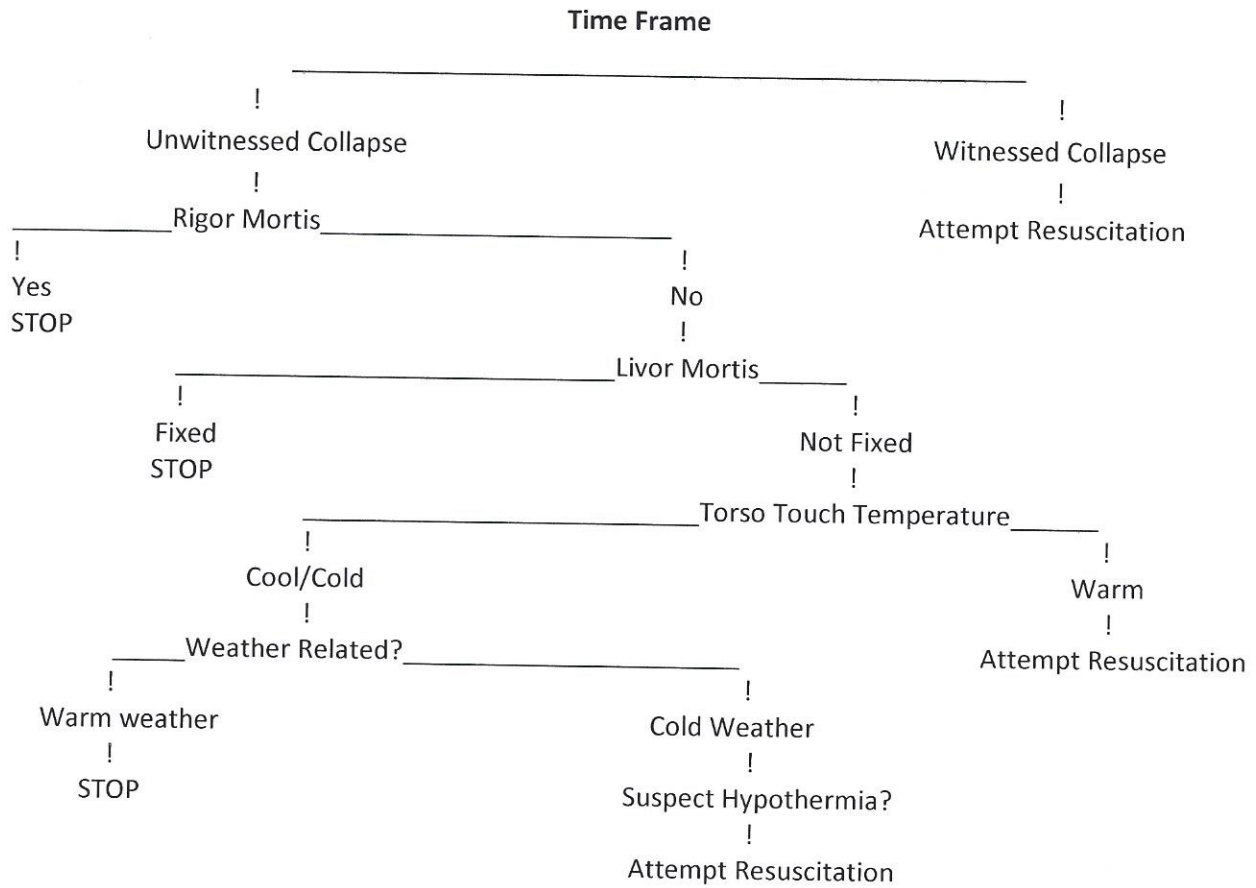 Time Frame
! !
Unwitnessed Collapse Witnessed Collapse
! !
Rigor Mortis Attempt Resuscitation
! !
Yes No
STOP !
Livor Mortis
! !
Fixed Not Fixed
STOP !
Torso Touch Temperature
! !
Cool/Cold Warm
! !
Weather Related? Attempt Resuscitation
! !
Warm weather Cold Weather
! !
STOP Suspect Hypothermia?
!
Attempt Resuscitation